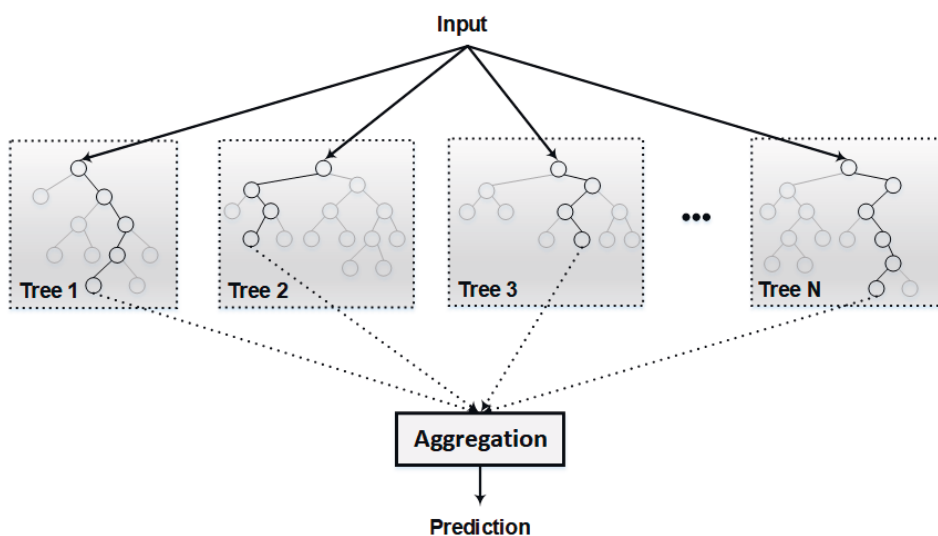 Input
Tree 1
Tree 2
Tree 3
•••
Tree N
Aggregation
Prediction